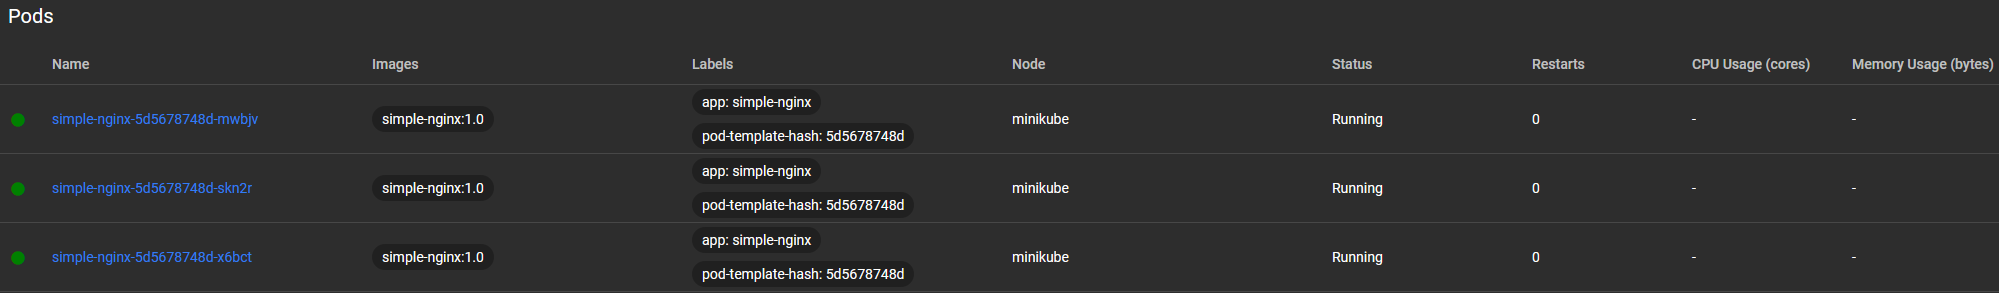 Pods
Name Images Labels Node Status Restarts CPU Usage (cores) Memory Usage (bytes)
app: simple-nginx
simple-nginx-5d5678748d-mwbjv simple-nginx:1.0 minikube Running 0 - -
pod-template-hash: 5d5678748d
app: simple-nginx
simple-nginx-5d5678748d-skn2r simple-nginx:1.0 minikube Running 0 - -
pod-template-hash: 5d5678748d
app: simple-nginx
simple-nginx-5d5678748d-x6bct simple-nginx:1.0 minikube Running 0 - -
pod-template-hash: 5d5678748d